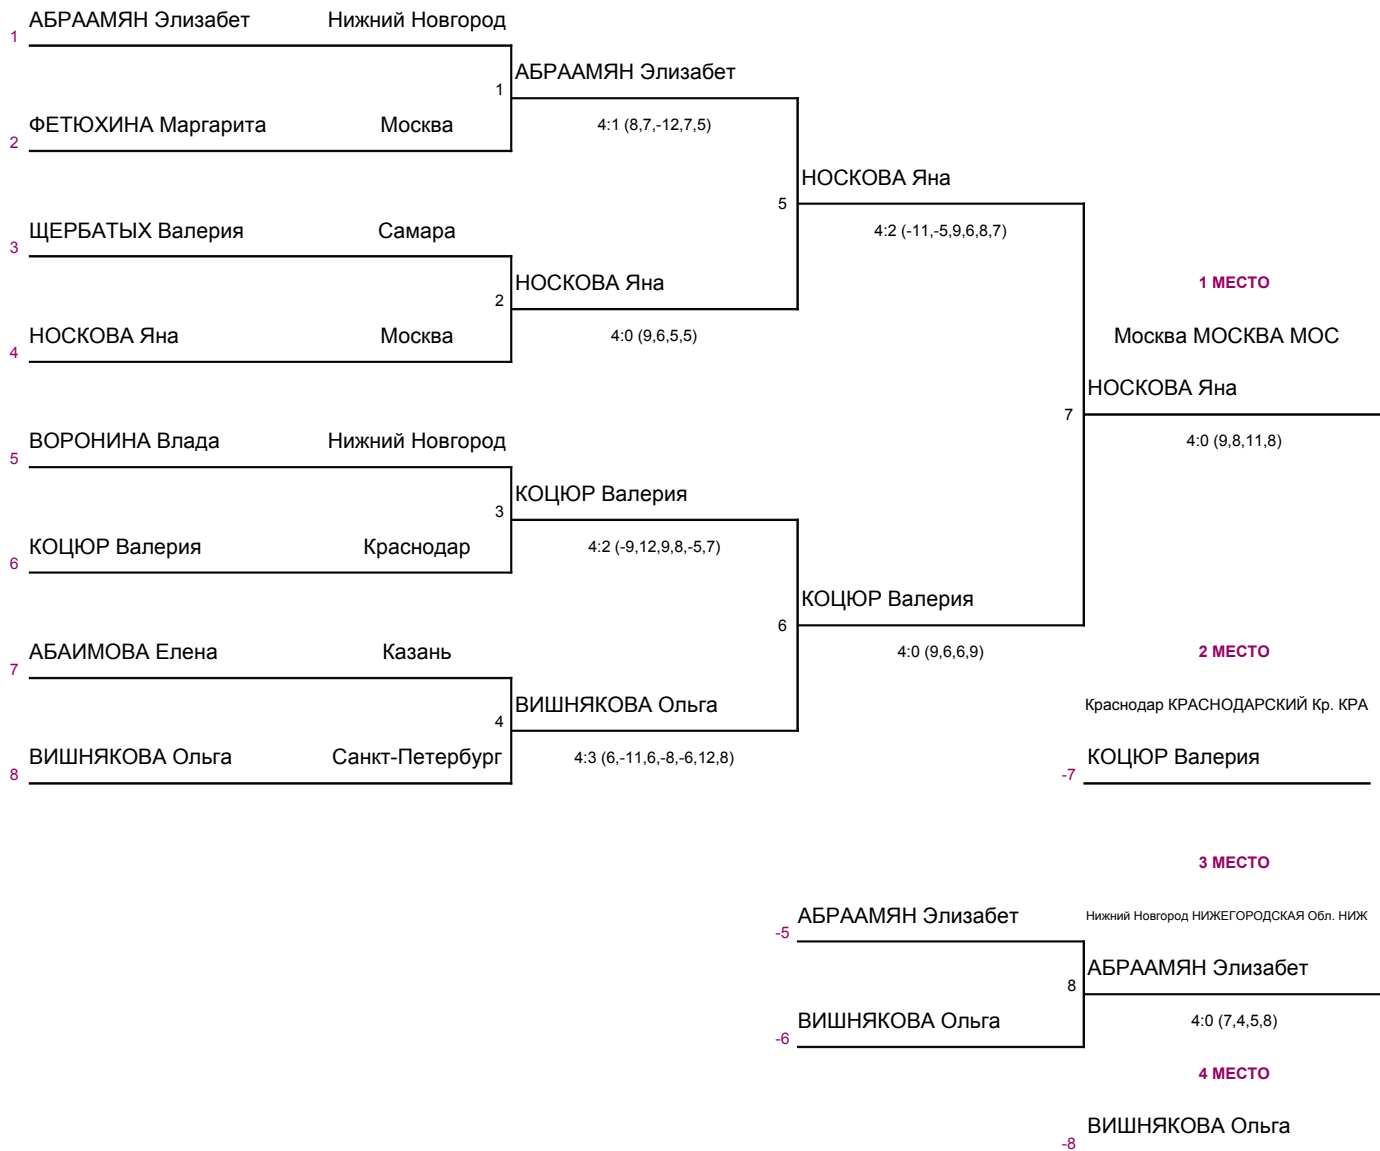 АБРААМЯН Элизабет Нижний Новгород
1
АБРААМЯН Элизабет
1
ФЕТЮХИНА Маргарита Москва
4:1 (8,7,-12,7,5)
2
НОСКОВА Яна
5
ЩЕРБАТЫХ Валерия Самара
4:2 (-11,-5,9,6,8,7)
3
НОСКОВА Яна
1 МЕСТО
2
НОСКОВА Яна Москва
4:0 (9,6,5,5)
Москва МОСКВА МОС
4
НОСКОВА Яна
7
ВОРОНИНА Влада Нижний Новгород
4:0 (9,8,11,8)
5
КОЦЮР Валерия
3
КОЦЮР Валерия Краснодар
4:2 (-9,12,9,8,-5,7)
6
КОЦЮР Валерия
6
АБАИМОВА Елена Казань
4:0 (9,6,6,9)
2 МЕСТО
7
ВИШНЯКОВА Ольга
Краснодар КРАСНОДАРСКИЙ Кр. КРА
4
ВИШНЯКОВА Ольга Санкт-Петербург
4:3 (6,-11,6,-8,-6,12,8)
КОЦЮР Валерия
8
-7
3 МЕСТО
АБРААМЯН Элизабет
Нижний Новгород НИЖЕГОРОДСКАЯ Обл. НИЖ
-5
АБРААМЯН Элизабет
8
ВИШНЯКОВА Ольга
4:0 (7,4,5,8)
-6
4 МЕСТО
ВИШНЯКОВА Ольга
-8